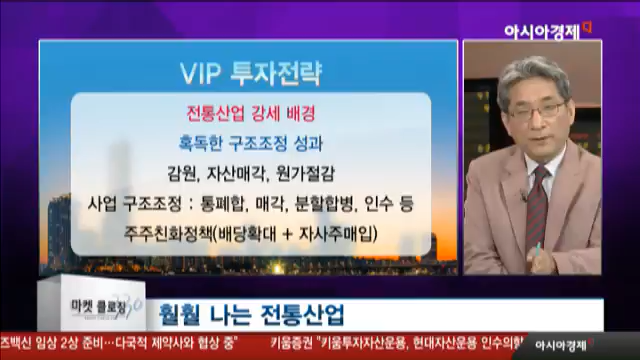 아시아경제
VIP 투자전략
전통산업 강세 배경
혹독한 구조조정 성과
감원, 자산매각, 원가절감
사업 구조조정 : 통폐합, 매각, 분할합병, 인수 등
주주친화정책(배당확대 + 자사주매입)
마켓 클로징
훨훨 나는 전통산업
즈백신 임상 2상 준비…다국적 제약사와 협상 중"
키움증권 "키움투자자산운용, 현대자산운용 인수의향
아시아경제